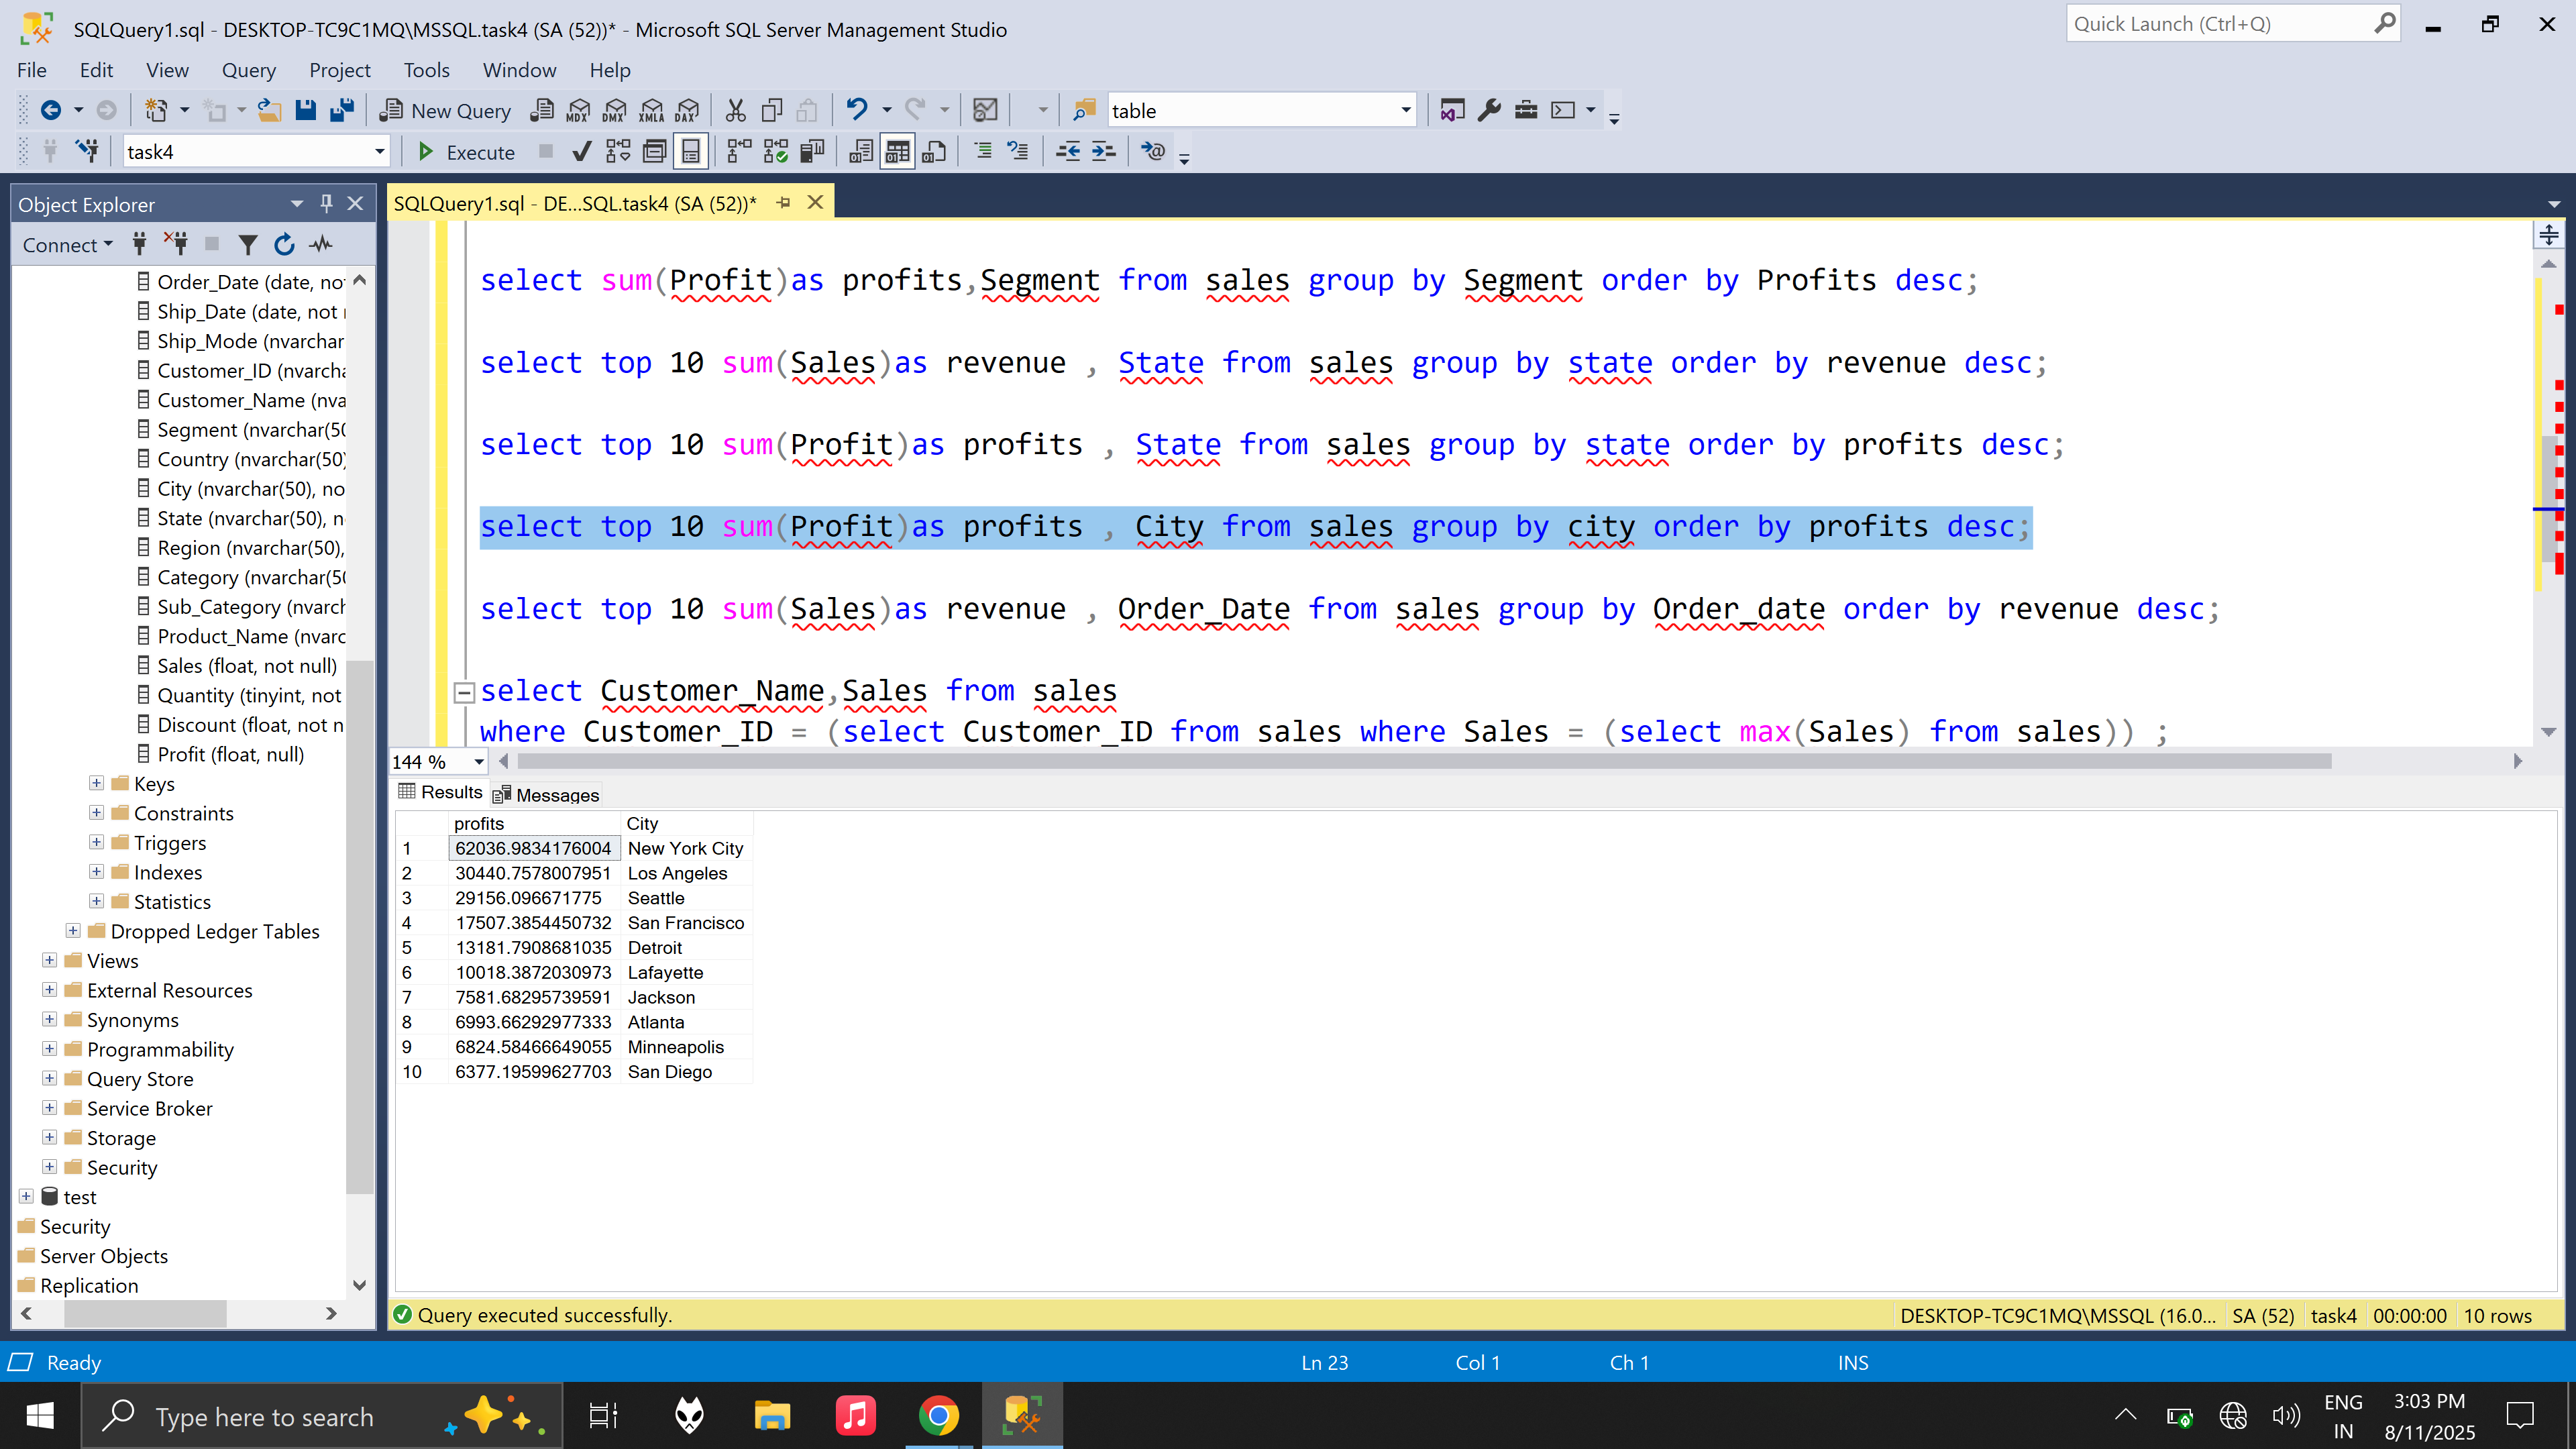 SQLQuery1.sql - DESKTOP-TC9C1MQ\MSSQL.task4 (SA (52))* - Microsoft SQL Server Management Studio
Quick Launch (Ctrl+Q)
File Edit View Query Project Tools Window Help
New Query MDX DMX XMLA DAX table
task4 Execute
Object Explorer
Connect
Order_Date (date, no
Ship_Date (date, not
Ship_Mode (nvarchar
Customer_ID (nvarcha
Customer_Name (nva
Segment (nvarchar(50
Country (nvarchar(50)
City (nvarchar(50), no
State (nvarchar(50), n
Region (nvarchar(50),
Category (nvarchar(50
Sub_Category (nvarch
Product_Name (nvarc
Sales (float, not null)
Quantity (tinyint, not
Discount (float, not n
Profit (float, null)
Keys
Constraints
Triggers
Indexes
Statistics
Dropped Ledger Tables
Views
External Resources
Synonyms
Programmability
Query Store
Service Broker
Storage
Security
test
Security
Server Objects
Replication
SQLQuery1.sql - DE...SQL.task4 (SA (52))*
select sum(Profit)as profits,Segment from sales group by Segment order by Profits desc;
select top 10 sum(Sales)as revenue , State from sales group by state order by revenue desc;
select top 10 sum(Profit)as profits , State from sales group by state order by profits desc;
select top 10 sum(Profit)as profits , City from sales group by city order by profits desc;
select top 10 sum(Sales)as revenue , Order_Date from sales group by Order_date order by revenue desc;
select Customer_Name,Sales from sales
where Customer_ID = (select Customer_ID from sales where Sales = (select max(Sales) from sales)) ;
144 %
Results Messages
profits City
1 62036.9834176004 New York City
2 30440.7578007951 Los Angeles
3 29156.096671775 Seattle
4 17507.3854450732 San Francisco
5 13181.7908681035 Detroit
6 10018.3872030973 Lafayette
7 7581.68295739591 Jackson
8 6993.66292977333 Atlanta
9 6824.58466649055 Minneapolis
10 6377.19599627703 San Diego
Query executed successfully.
DESKTOP-TC9C1MQ\MSSQL (16.0... SA (52) task4 00:00:00 10 rows
Ready Ln 23 Col 1 Ch 1 INS
Type here to search
ENG
IN
3:03 PM
8/11/2025